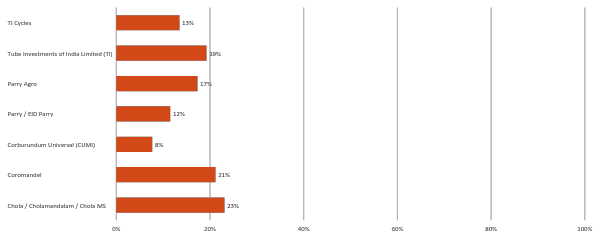 TI Cycles 13%
Tube Investments of India Limited (TI) 19%
Parry Agro 17%
Parry / EID Parry 12%
Corburundum Universal (CUMI) 8%
Coromandel 21%
Chola / Cholamandalam / Chola MS 23%
0% 20% 40% 60% 80% 100%